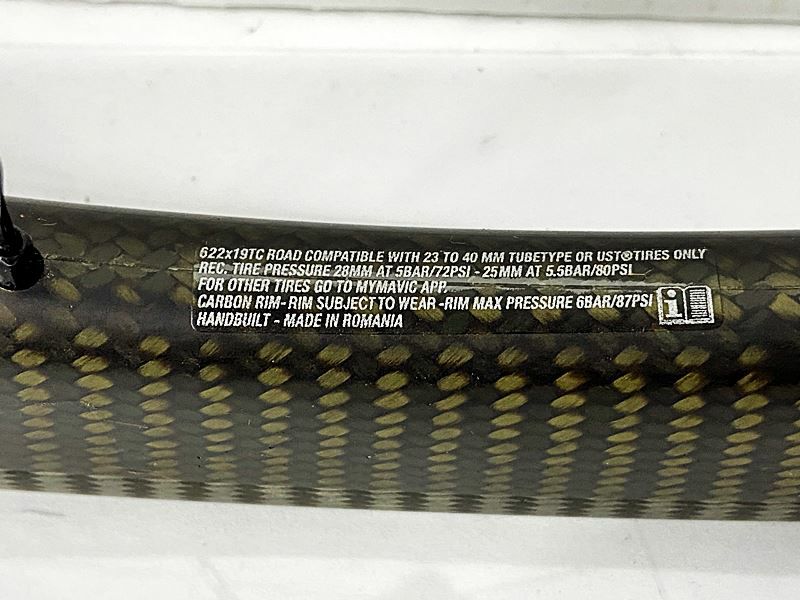 622x19TC ROAD COMPATIBLE WITH 23 TO 40 MM TUBETYPE OR UST®TIRES ONLY
REC. TIRE PRESSURE 28MM AT 5BAR/72PSI - 25MM AT 5.5BAR/80PSI
FOR OTHER TIRES GO TO MYMAVIC APP.
CARBON RIM-RIM SUBJECT TO WEAR -RIM MAX PRESSURE 6BAR/87PSI
HANDBUILT - MADE IN ROMANIA